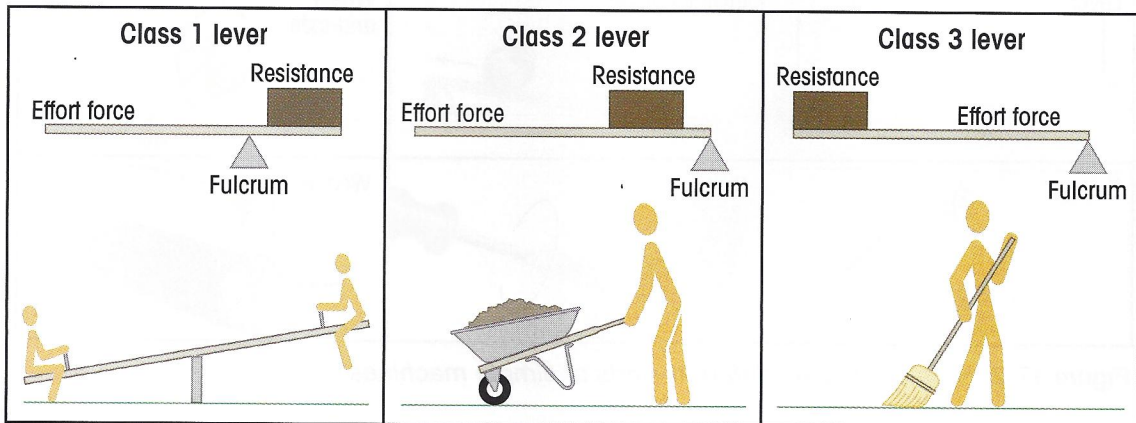 Class 1 lever
Resistance
Effort force
Fulcrum
Class 2 lever
Resistance
Effort force
Fulcrum
Class 3 lever
Resistance
Effort force
Fulcrum